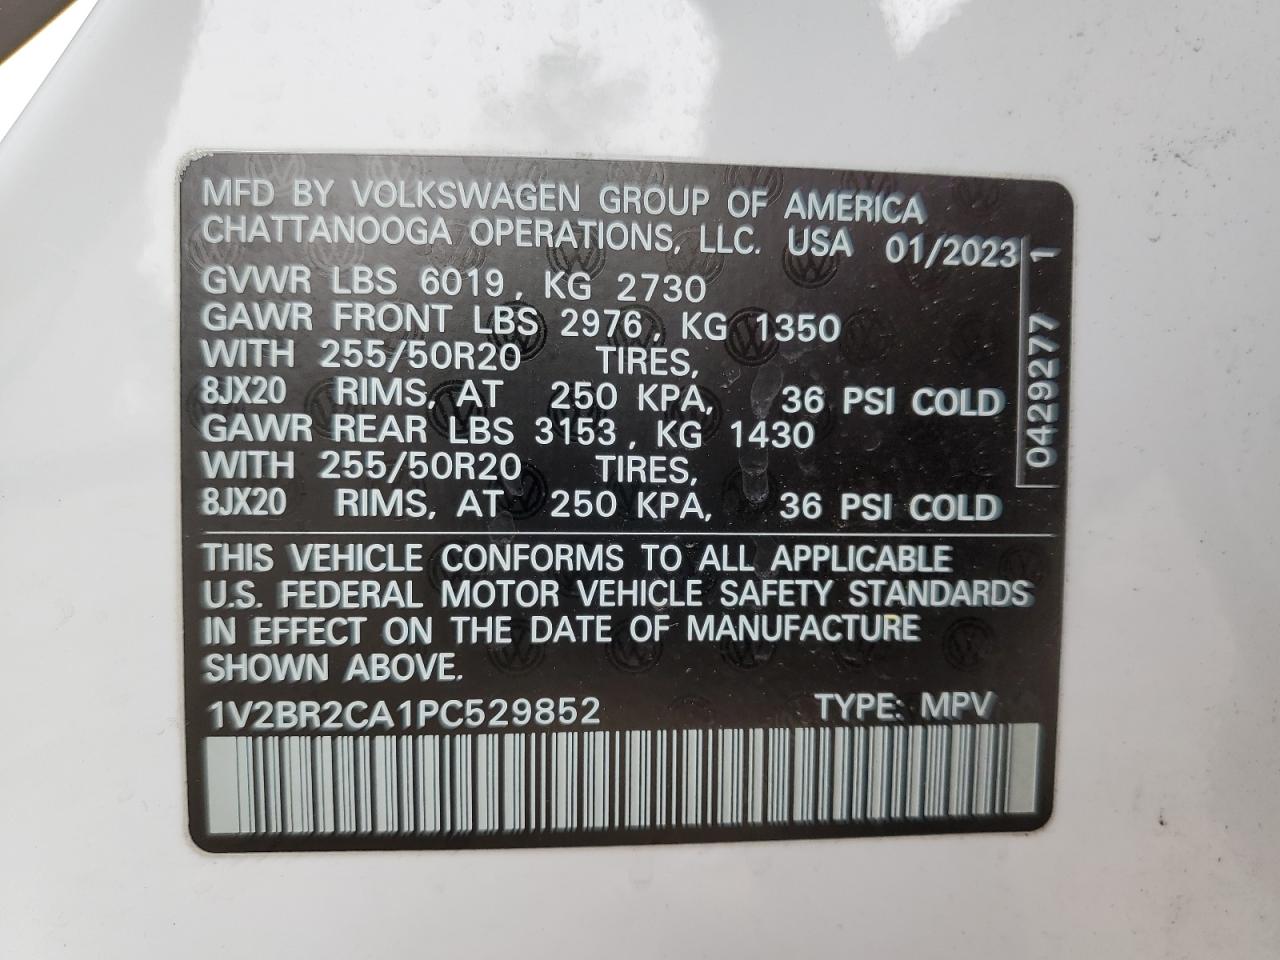 MFD BY VOLKSWAGEN GROUP OF AMERICA
CHATTANOOGA OPERATIONS, LLC. USA 01/2023
GVWR LBS 6019, KG 2730
GAWR FRONT LBS 2976, KG 1350
WITH 255/50R20 TIRES,
8JX20 RIMS, AT 250 KPA, 36 PSI COLD
GAWR REAR LBS 3153, KG 1430
WITH 255/50R20 TIRES,
8JX20 RIMS, AT 250 KPA, 36 PSI COLD
0429277 1
THIS VEHICLE CONFORMS TO ALL APPLICABLE
U.S. FEDERAL MOTOR VEHICLE SAFETY STANDARDS
IN EFFECT ON THE DATE OF MANUFACTURE
SHOWN ABOVE.
1V2BR2CA1PC529852 TYPE: MPV